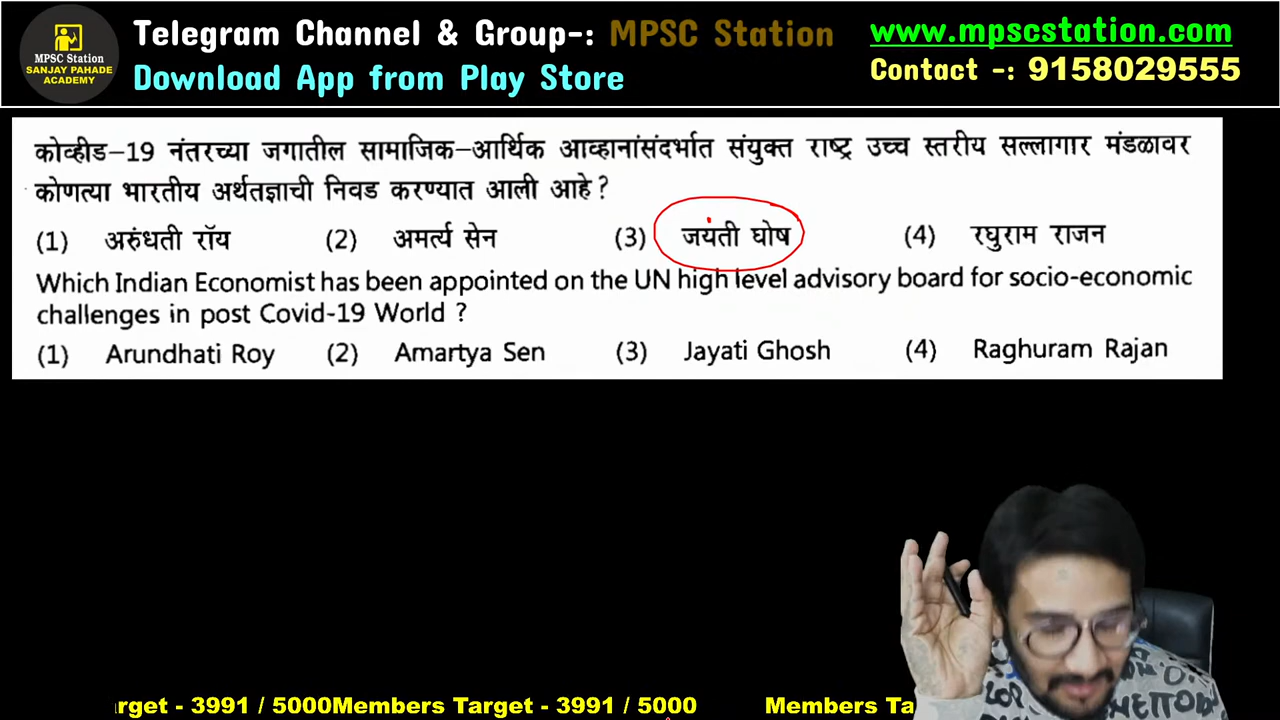 MPSC Station
SANJAY PAHADE
ACADEMY
Telegram Channel & Group-: MPSC Station
Download App from Play Store
www.mpscstation.com
Contact -: 9158029555
कोव्हीड-19 नंतरच्या जगातील सामाजिक-आर्थिक आव्हानांसंदर्भात संयुक्त राष्ट्र उच्च स्तरीय सल्लागार मंडळावर
कोणत्या भारतीय अर्थतज्ञाची निवड करण्यात आली आहे ?
(1) अरुंधती रॉय (2) अमर्त्य सेन (3) जयती घोष (4) रघुराम राजन
Which Indian Economist has been appointed on the UN high level advisory board for socio-economic
challenges in post Covid-19 World ?
(1) Arundhati Roy (2) Amartya Sen (3) Jayati Ghosh (4) Raghuram Rajan
rget - 3991 / 5000Members Target - 3991 / 5000 Members Ta